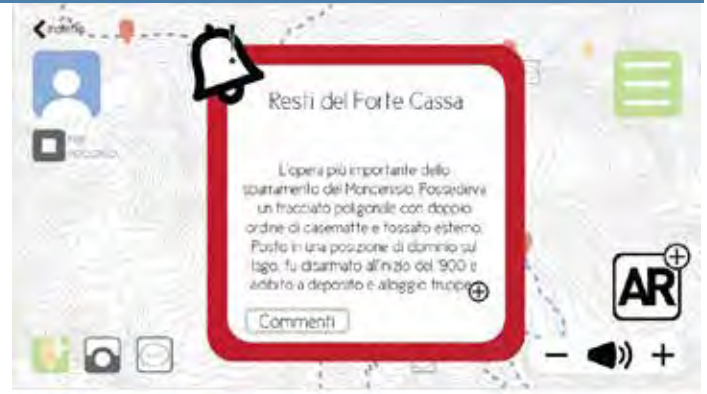 Indietro
Resti del Forte Cassa
L'opera più importante dello
sbarramento del Moncenisio. Possedeva
un tracciato poligonale con doppio
ordine di casematte e fossato esterno.
Posto in una posizione di dominio sul
lago, fu disarmato all'inizio del '900 e
adibito a deposito e alloggio truppe
Commenti
AR